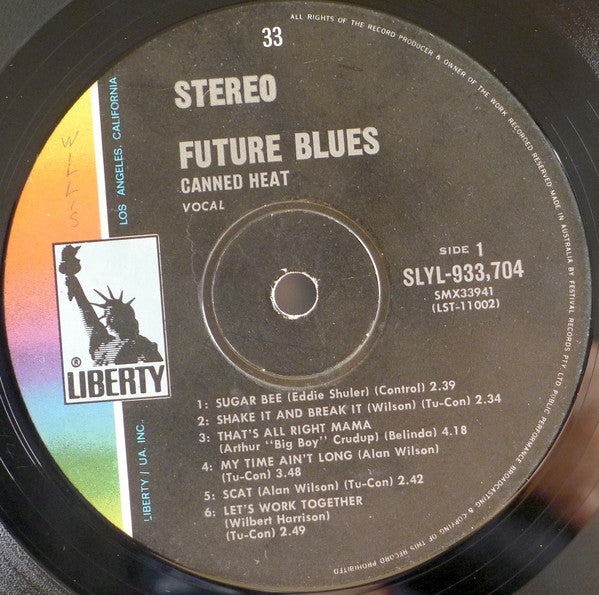 33
STEREO
FUTURE BLUES
CANNED HEAT
VOCAL
SIDE 1
SLYL-933,704
SMX33941
(LST-11002)
1: SUGAR BEE (Eddie Shuler) (Control) 2.39
2: SHAKE IT AND BREAK IT (Wilson) (Tu-Con) 2.34
3: THAT'S ALL RIGHT MAMA
(Arthur "Big Boy" Crudup) (Belinda) 4.18
4: MY TIME AIN'T LONG (Alan Wilson)
(Tu-Con) 3.48
5: SCAT (Alan Wilson) (Tu-Con) 2.42
6: LET'S WORK TOGETHER
(Wilbert Harrison)
(Tu-Con) 2.49
WILLIS
LIBERTY / UA, INC.
LOS ANGELES, CALIFORNIA
®
LIBERTY
ALL RIGHTS OF THE RECORD PRODUCER & OWNER OF THE WORK RECORDED RESERVED MADE IN AUSTRALIA BY FESTIVAL RECORDS PTY. LTD PUBLIC PERFORMANCE BROADCASTING & COPYING OF THIS RECORD PROHIBITED